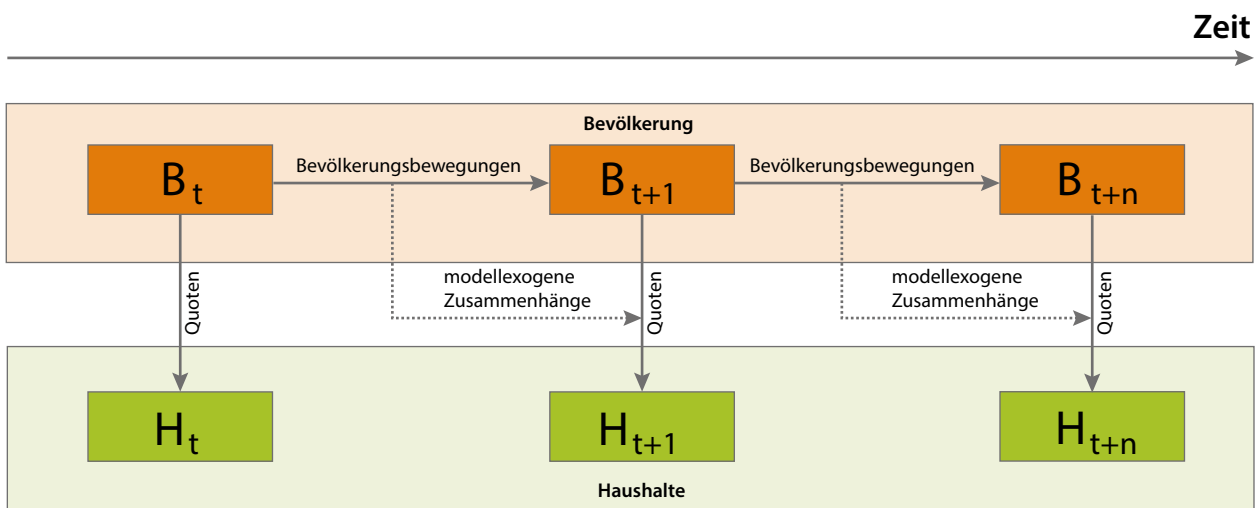 Zeit
Bevölkerung
B t
Bevölkerungsbewegungen
B t+1
Bevölkerungsbewegungen
B t+n
Quoten
modellexogene
Zusammenhänge
Quoten
modellexogene
Zusammenhänge
Quoten
H t
H t+1
H t+n
Haushalte